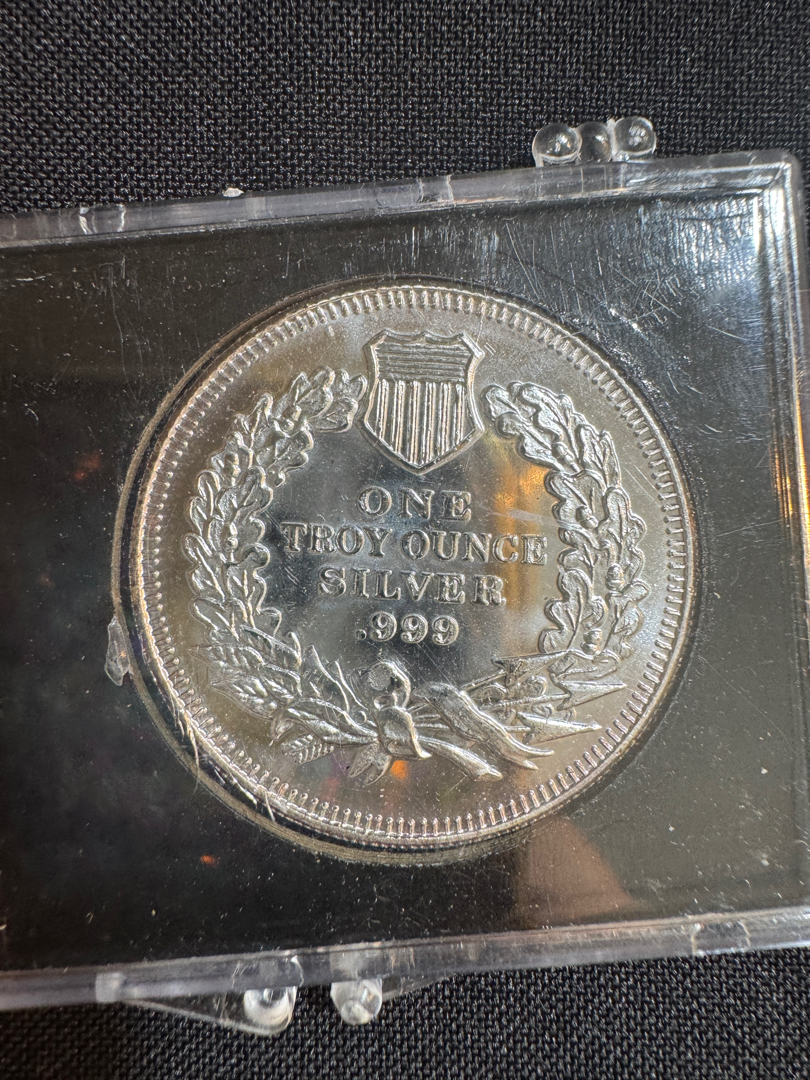 ONE
TROY OUNCE
SILVER
.999